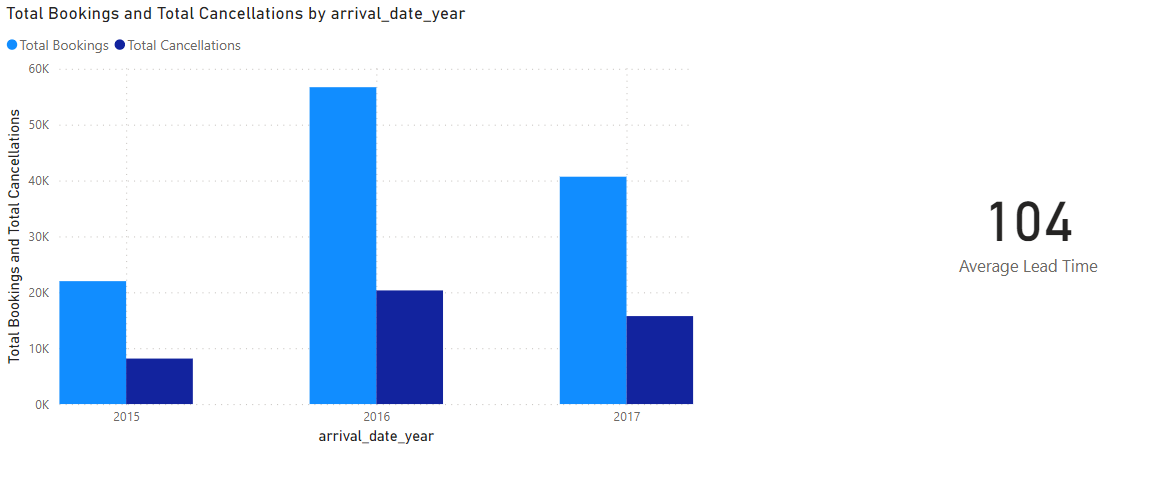 Total Bookings and Total Cancellations by arrival_date_year
Total Bookings Total Cancellations
Total Bookings and Total Cancellations
60K
50K
40K
30K
20K
10K
0K
2015 2016 2017
arrival_date_year
104
Average Lead Time